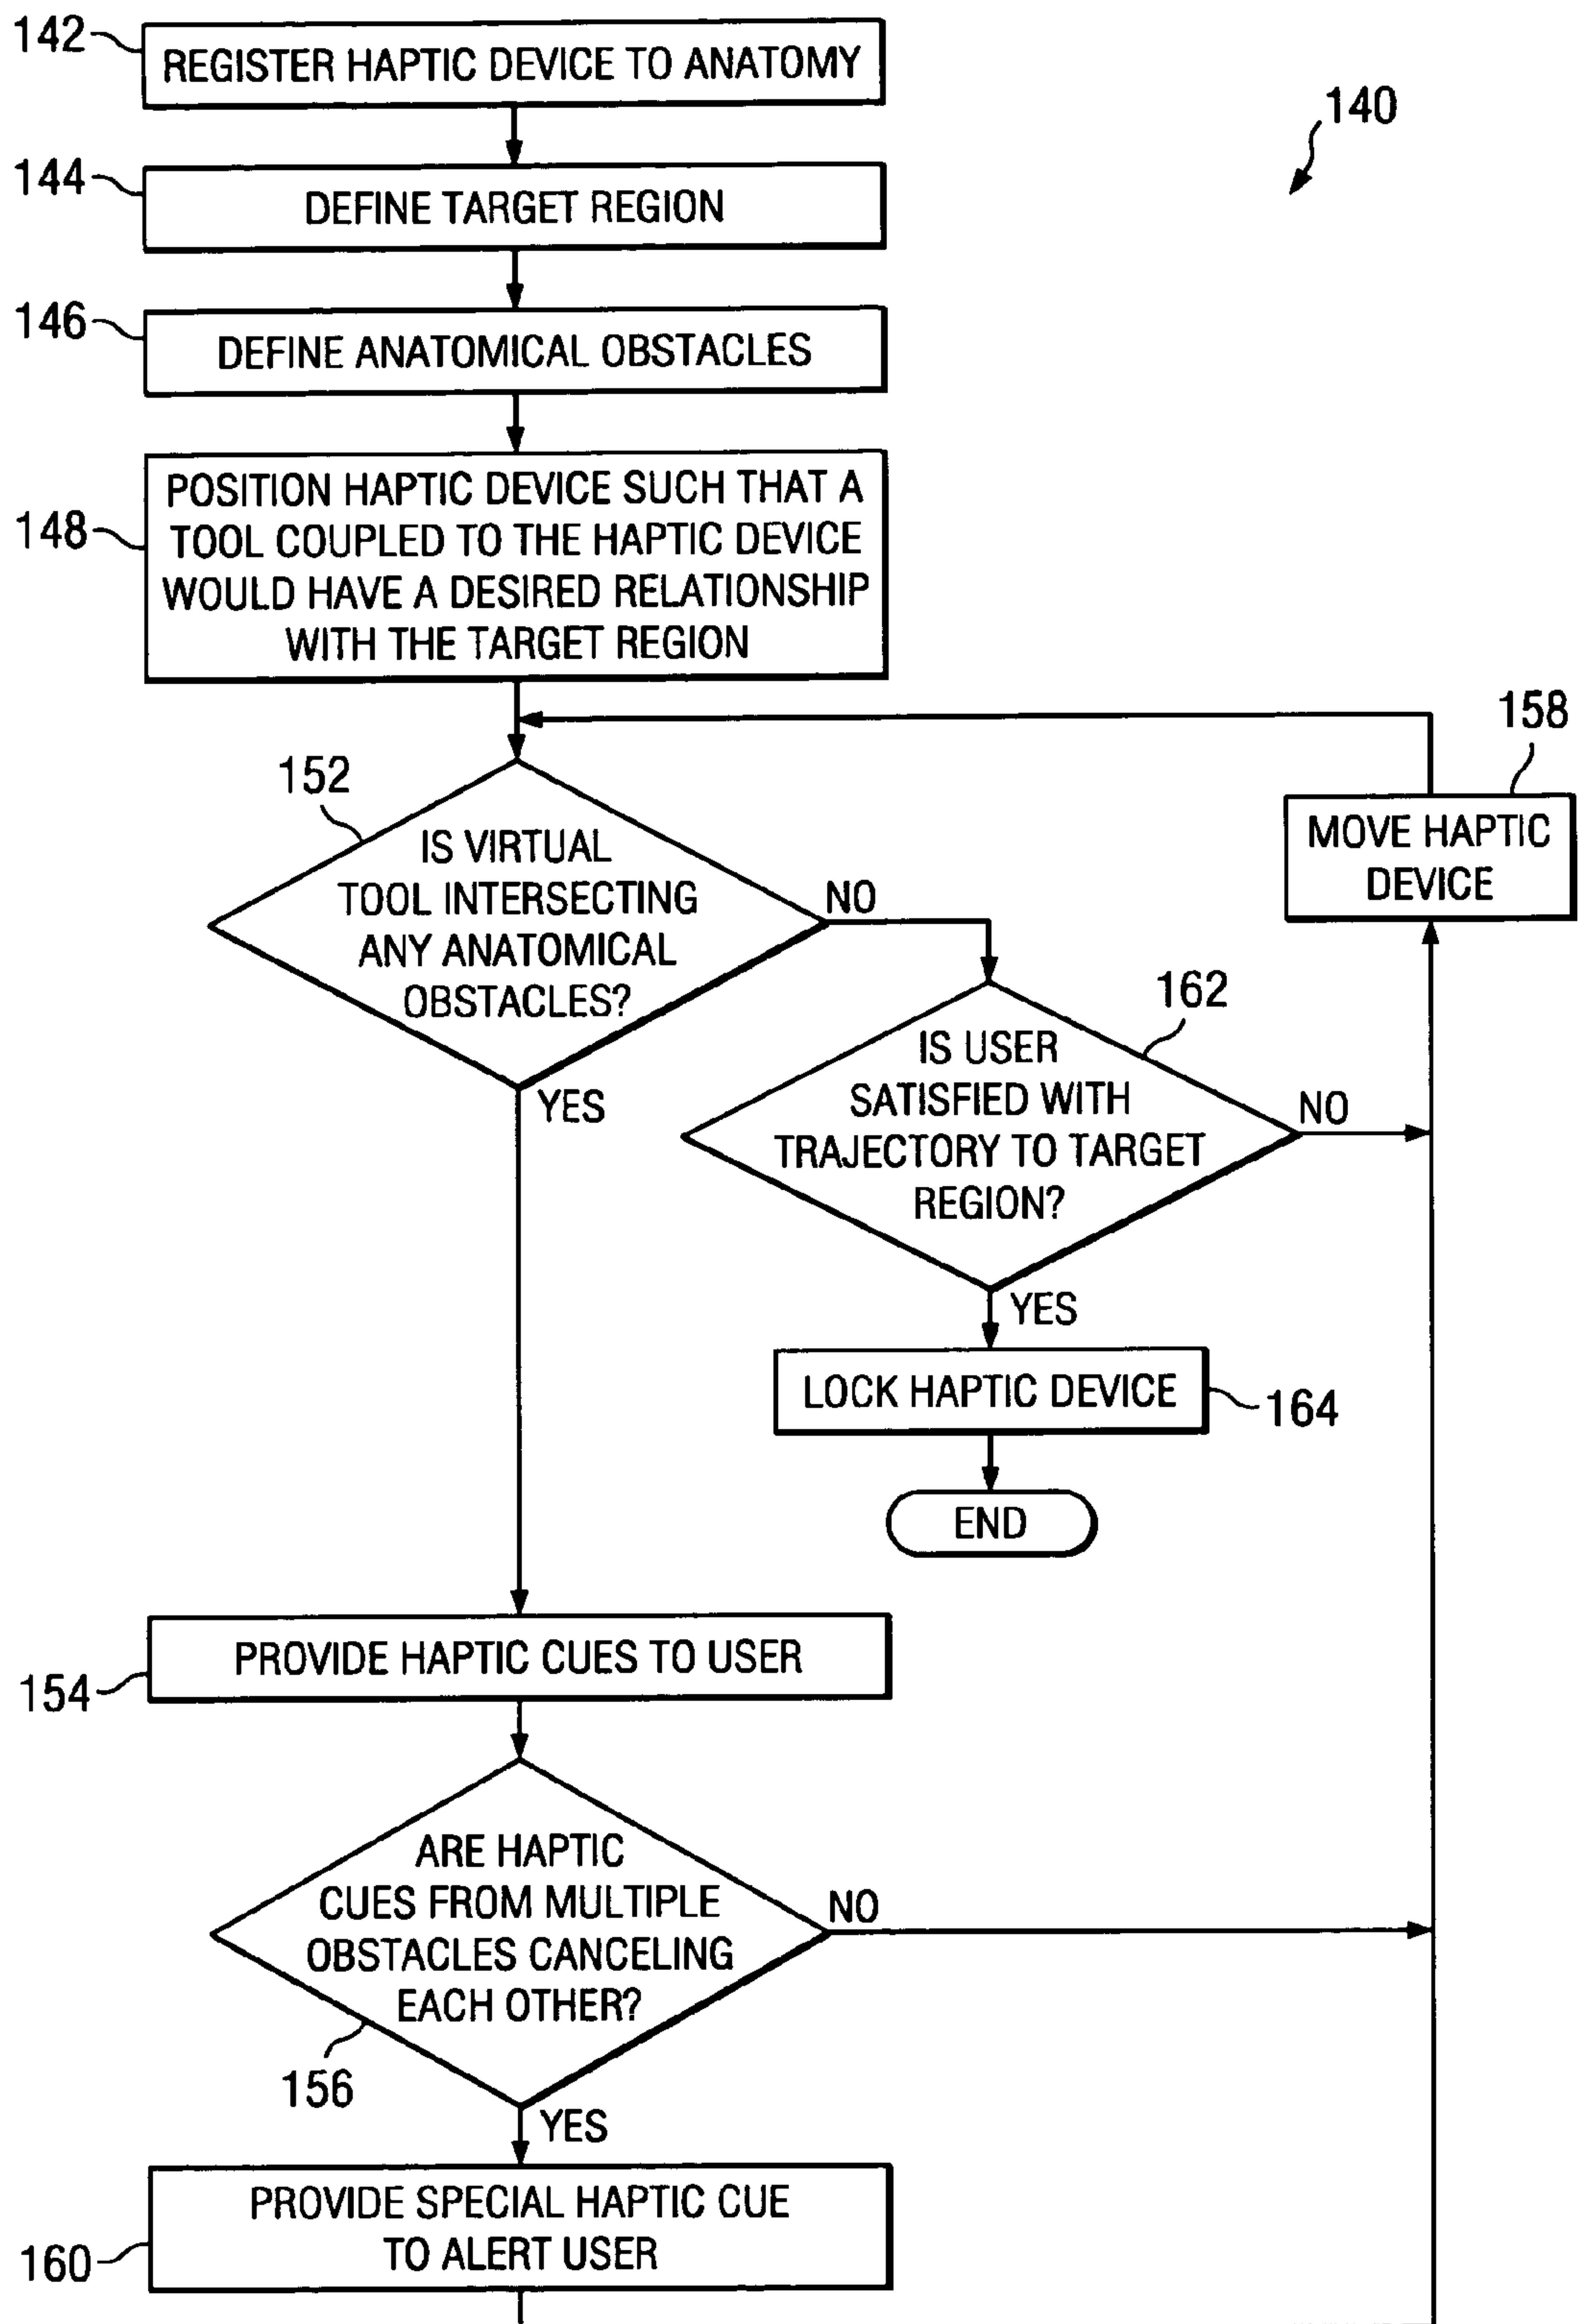 142
REGISTER HAPTIC DEVICE TO ANATOMY
140
144
DEFINE TARGET REGION
146
DEFINE ANATOMICAL OBSTACLES
148
POSITION HAPTIC DEVICE SUCH THAT A
TOOL COUPLED TO THE HAPTIC DEVICE
WOULD HAVE A DESIRED RELATIONSHIP
WITH THE TARGET REGION
158
MOVE HAPTIC
DEVICE
152
IS VIRTUAL
TOOL INTERSECTING
ANY ANATOMICAL
OBSTACLES?
NO
YES
162
IS USER
SATISFIED WITH
TRAJECTORY TO TARGET
REGION?
NO
YES
LOCK HAPTIC DEVICE
164
END
PROVIDE HAPTIC CUES TO USER
154
ARE HAPTIC
CUES FROM MULTIPLE
OBSTACLES CANCELING
EACH OTHER?
NO
156
YES
PROVIDE SPECIAL HAPTIC CUE
TO ALERT USER
160